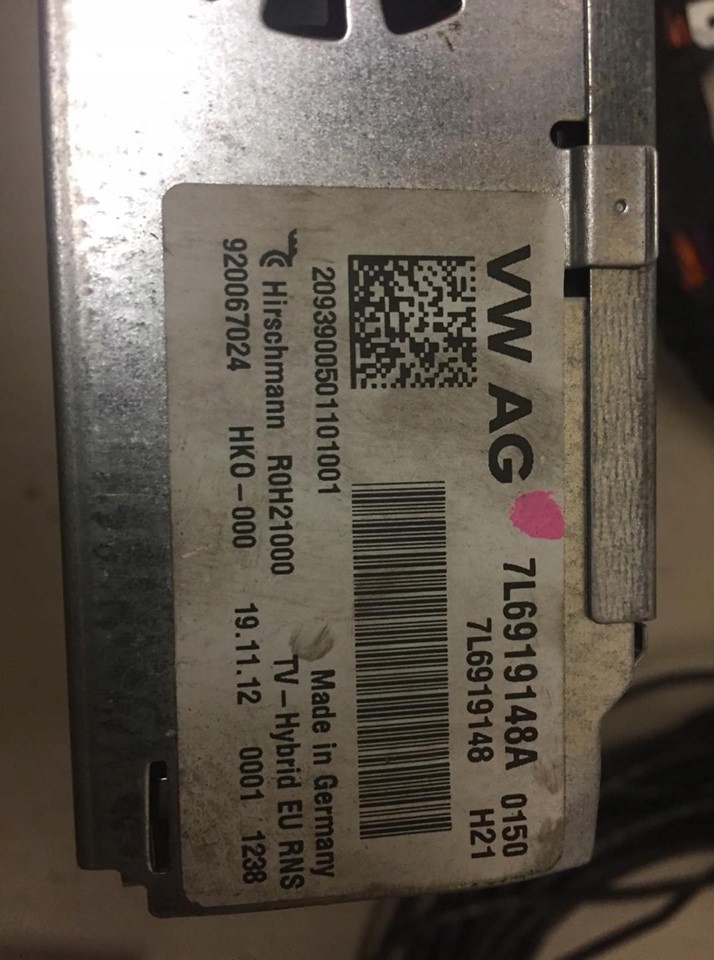 VW AG 7L6919148A 0150
7L6919148 H21
2093900501101001
Made in Germany
Hirschmann R0H21000 TV-Hybrid EU RNS
920067024 HK0-000 19.11.12 0001 1238